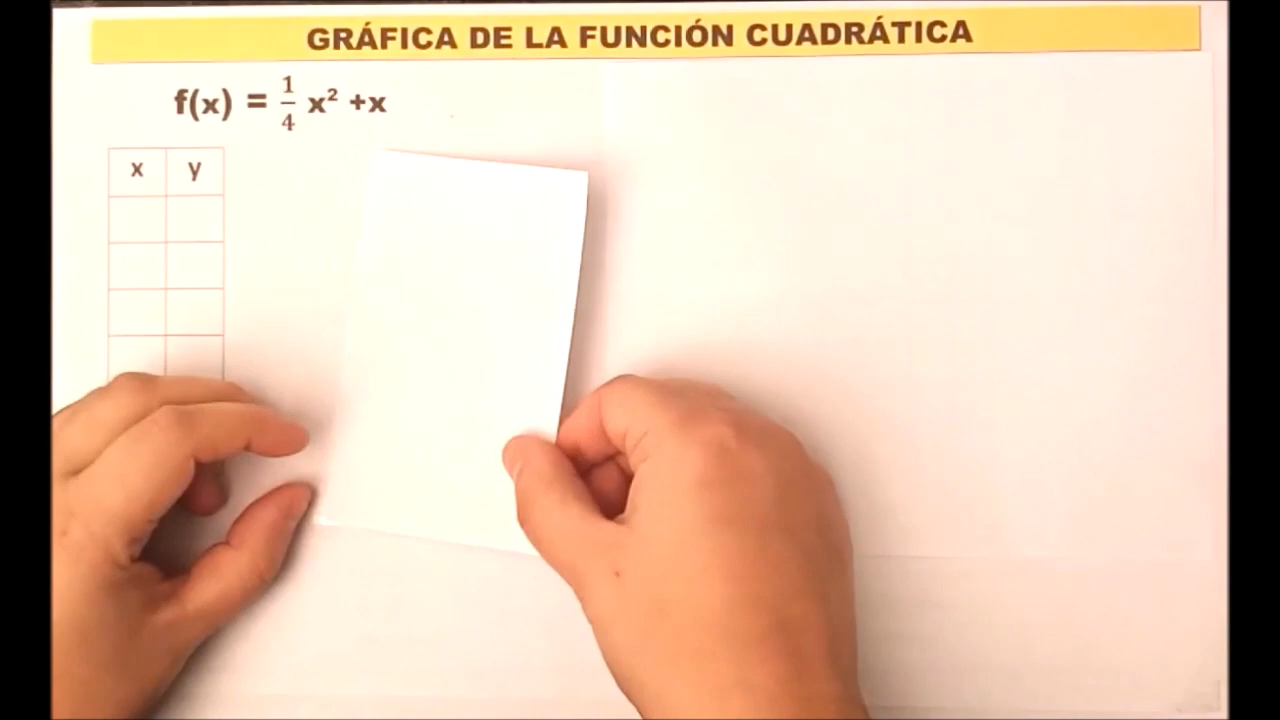 GRÁFICA DE LA FUNCIÓN CUADRÁTICA
f(x) = 1/4 x² +x
x y